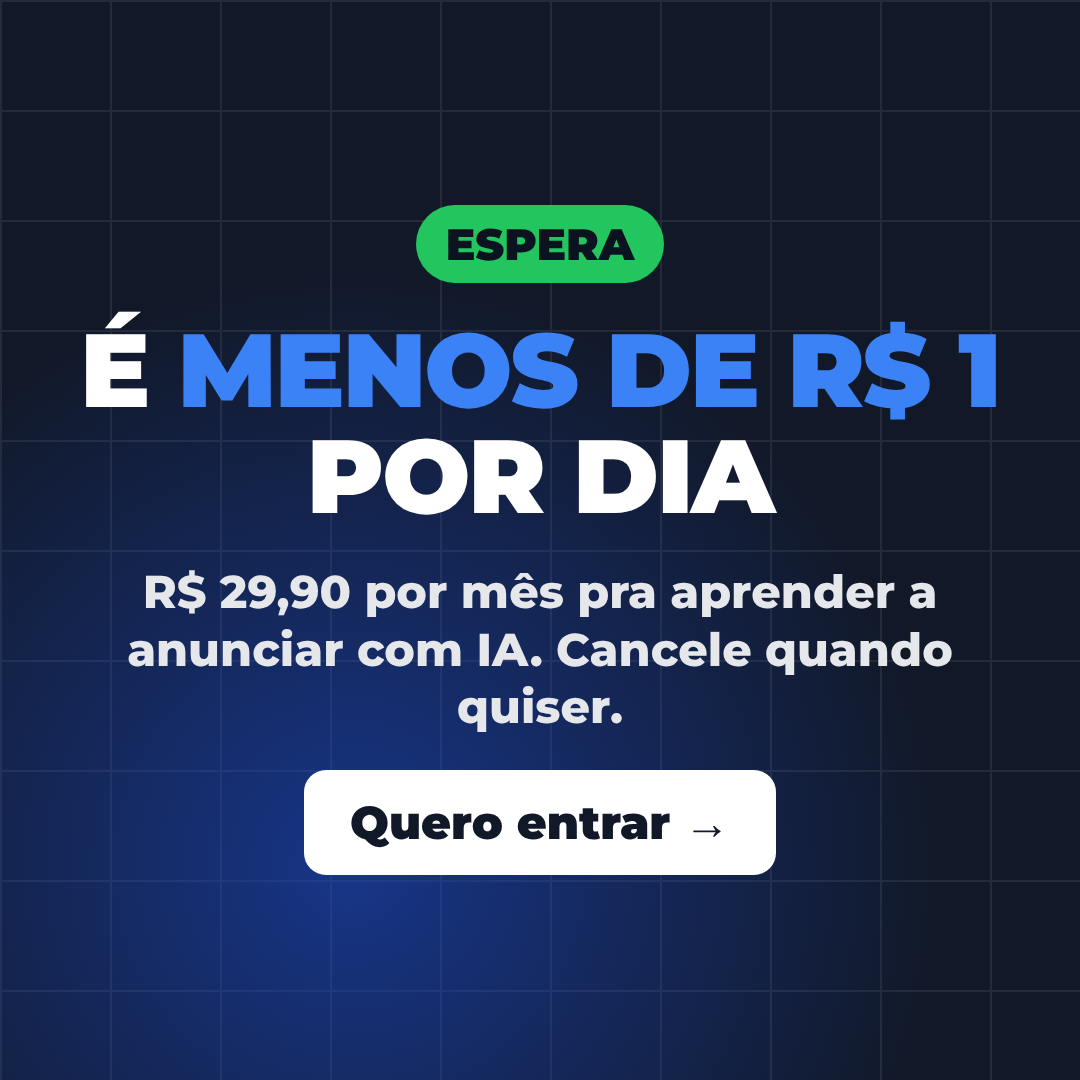 ESPERA
É MENOS DE R$ 1
POR DIA
R$ 29,90 por mês pra aprender a
anunciar com IA. Cancele quando
quiser.
Quero entrar →